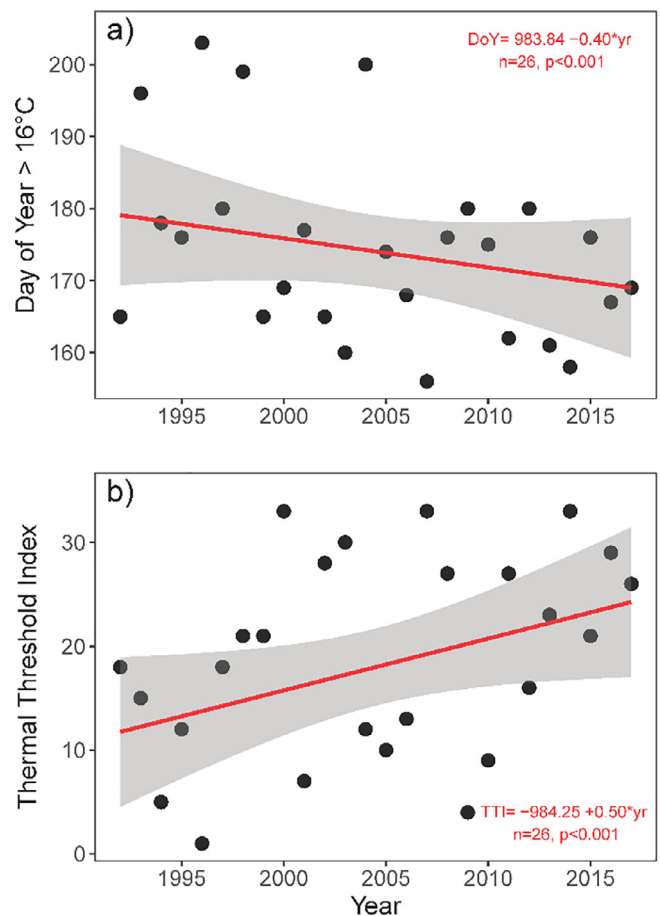 a)
DoY= 983.84 −0.40*yr
n=26, p<0.001
Day of Year > 16°C
200
190
180
170
160
1995
2000
2005
2010
2015
b)
Thermal Threshold Index
30
20
10
0
TTI= −984.25 +0.50*yr
n=26, p<0.001
1995
2000
2005
2010
2015
Year